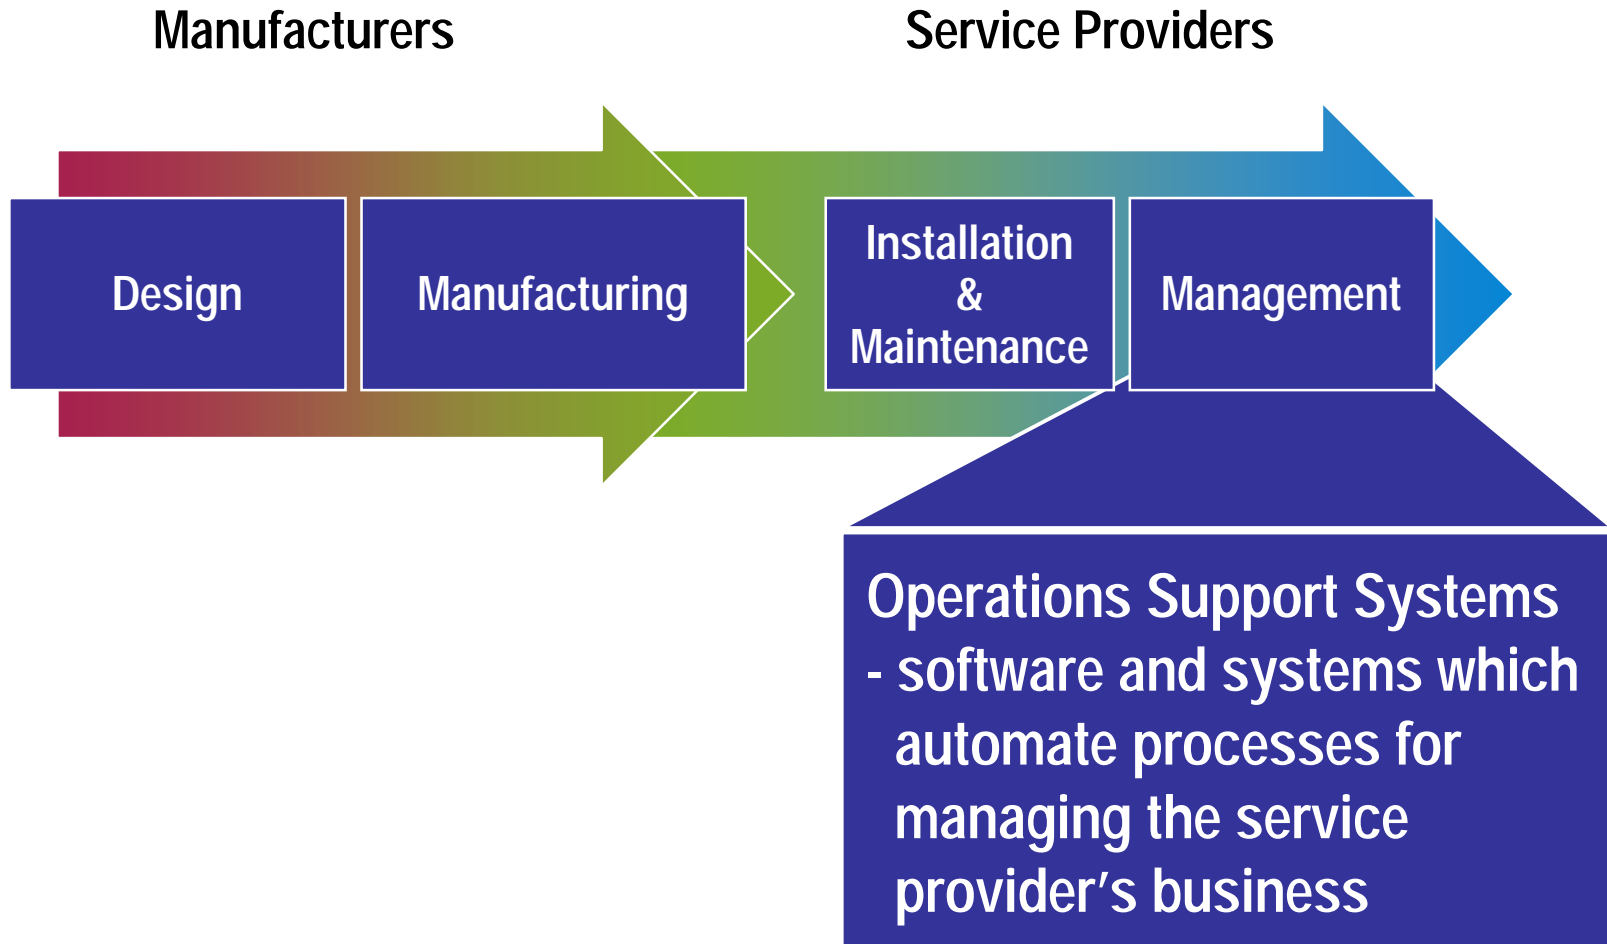 Manufacturers
Service Providers
Design
Manufacturing
Installation
&
Maintenance
Management
Operations Support Systems
- software and systems which
automate processes for
managing the service
provider's business